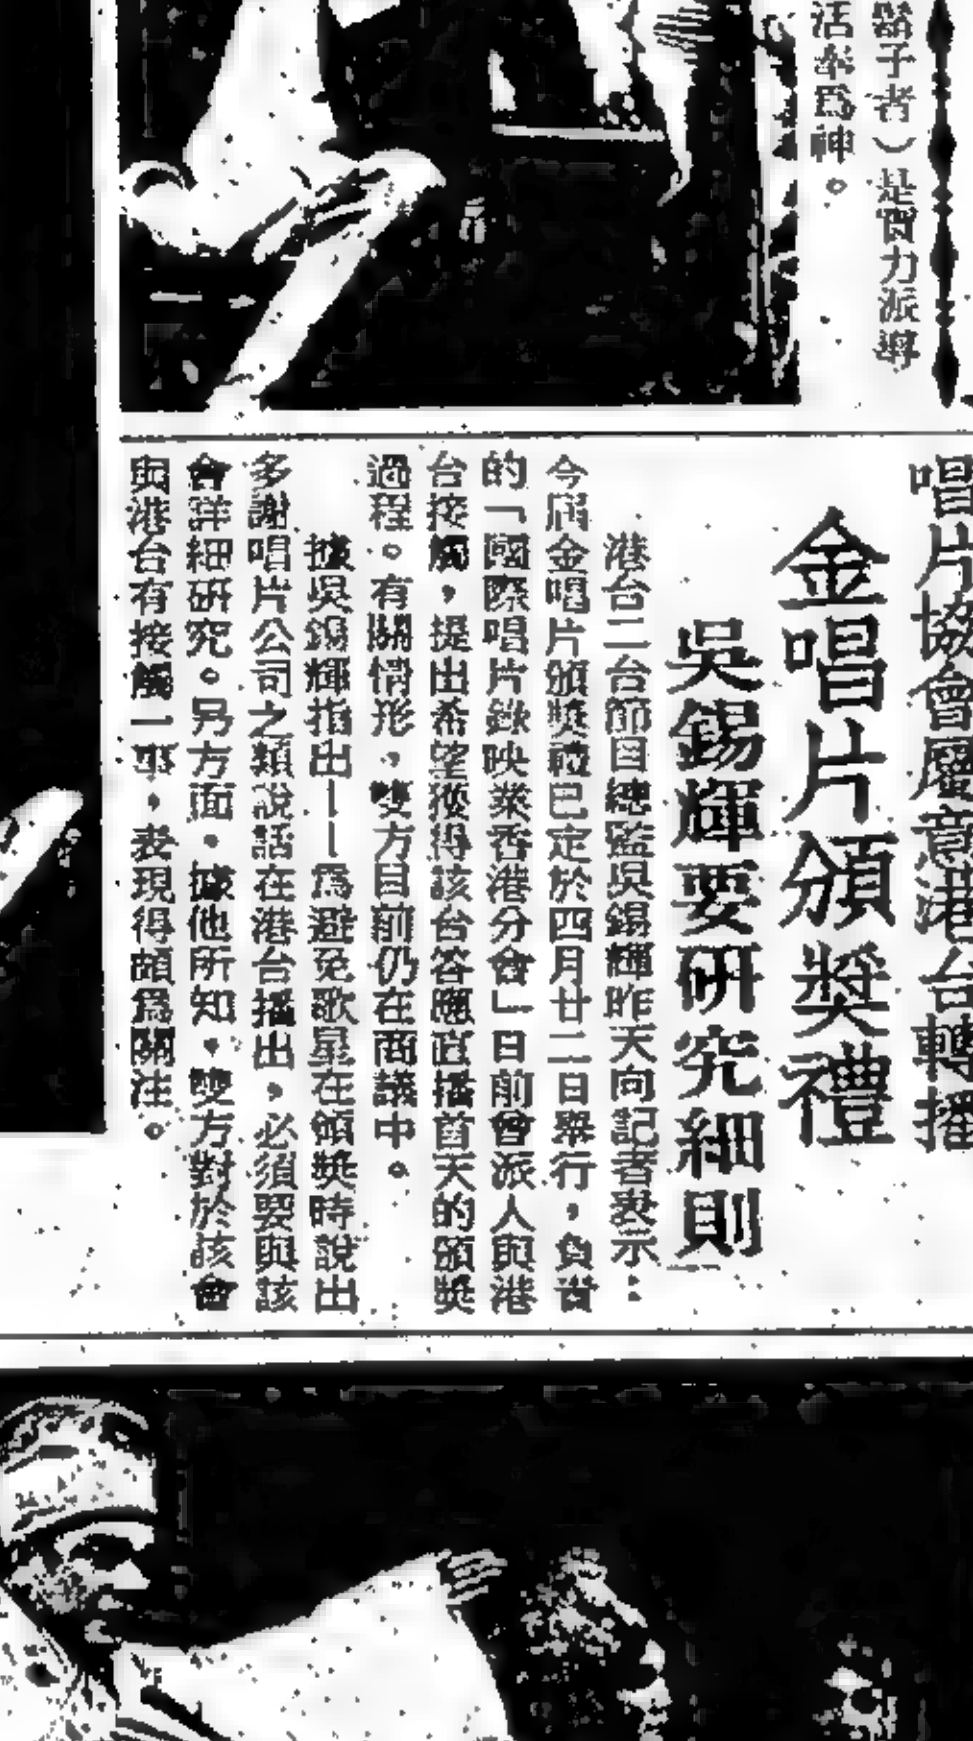 鬍子者）是實力派導
活奉爲神。
唱片協會屬意港台轉播
金唱片頒獎禮
吳錫輝要研究細則
港台二台節目總監吳錫輝昨天向記者表示：
今屆金唱片頒獎禮已定於四月廿二日舉行，負責
的「國際唱片錄映業香港分會」日前曾派人與港
台接觸，提出希望獲得該台答應直播首天的頒獎
過程。有關情形，雙方目前仍在商議中。
據吳錫輝指出——爲避免歌星在頒獎時說出
多謝唱片公司之類說話在港台播出，必須要與該
會詳細研究。另方面，據他所知，雙方對於該會
與港台有接觸一事，表現得頗爲關注。